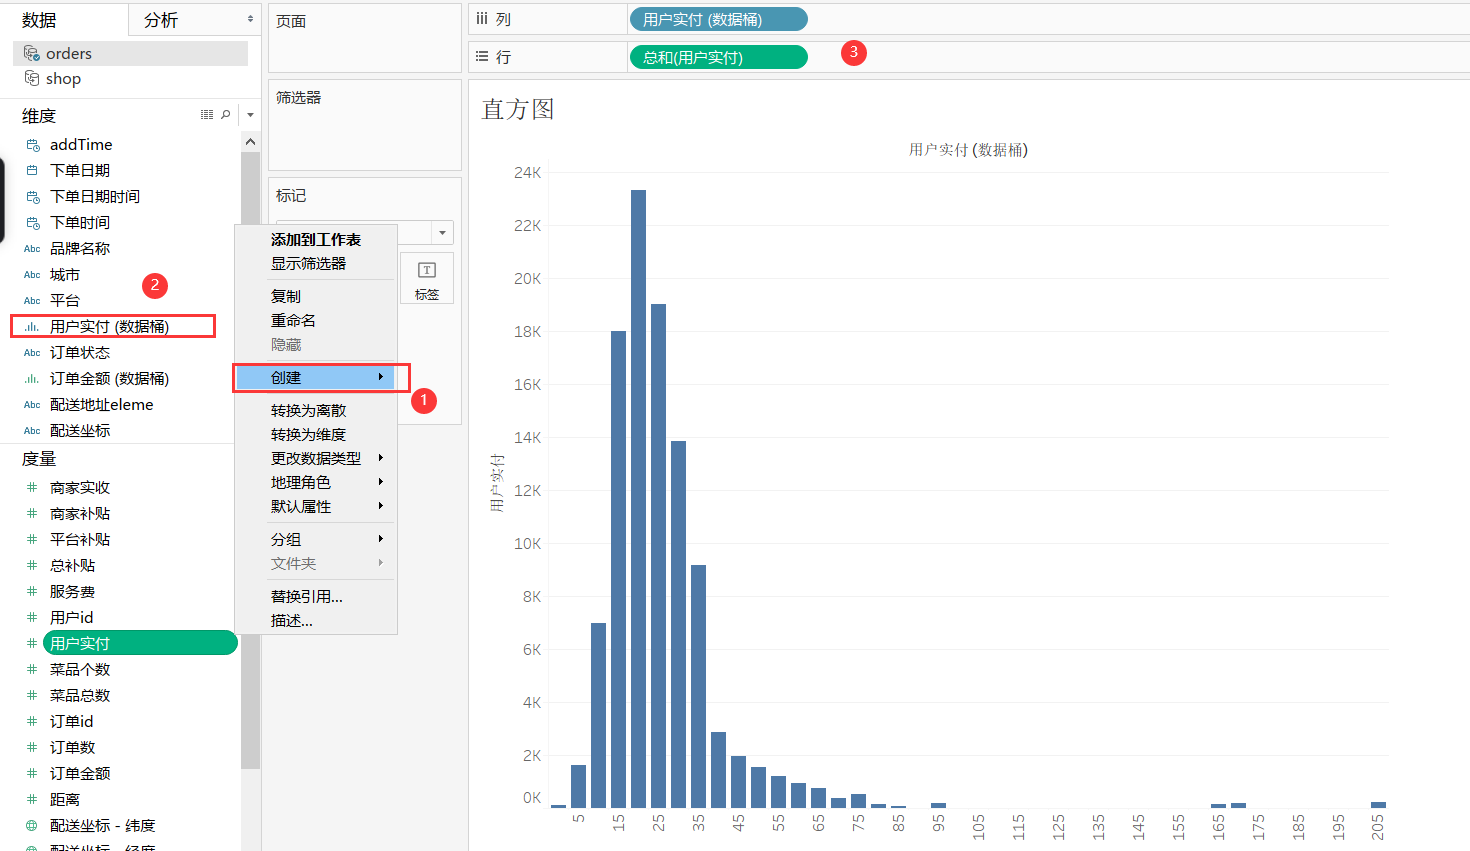 数据
分析
orders
shop
维度
addTime
下单日期
下单日期时间
下单时间
Abc 品牌名称
Abc 城市
2
Abc 平台
用户实付 (数据桶)
Abc 订单状态
订单金额 (数据桶)
Abc 配送地址eleme
Abc 配送坐标
度量
商家实收
商家补贴
平台补贴
总补贴
服务费
用户id
用户实付
菜品个数
菜品总数
订单id
订单数
订单金额
距离
配送坐标 - 纬度
配送坐标 - 经度
页面
筛选器
标记
T
标签
添加到工作表
显示筛选器
复制
重命名
隐藏
创建
1
转换为离散
转换为维度
更改数据类型
地理角色
默认属性
分组
文件夹
替换引用...
描述...
列
用户实付 (数据桶)
行
总和(用户实付)
3
直方图
用户实付 (数据桶)
用户实付
24K
22K
20K
18K
16K
14K
12K
10K
8K
6K
4K
2K
0K
5 15 25 35 45 55 65 75 85 95 105 115 125 135 145 155 165 175 185 195 205